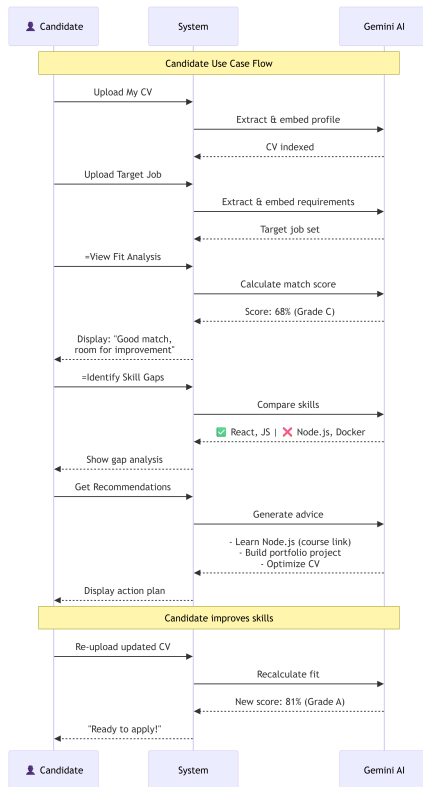 👤 Candidate
System
Gemini AI
Candidate Use Case Flow
Upload My CV
Extract & embed profile
CV indexed
Upload Target Job
Extract & embed requirements
Target job set
=View Fit Analysis
Calculate match score
Score: 68% (Grade C)
Display: "Good match,
room for improvement"
=Identify Skill Gaps
Compare skills
✅ React, JS | ❌ Node.js, Docker
Show gap analysis
Get Recommendations
Generate advice
- Learn Node.js (course link)
- Build portfolio project
- Optimize CV
Display action plan
Candidate improves skills
Re-upload updated CV
Recalculate fit
New score: 81% (Grade A)
"Ready to apply!"
👤 Candidate
System
Gemini AI